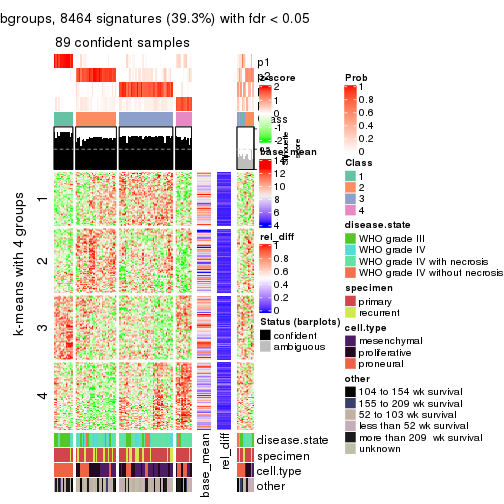 bgroups, 8464 signatures (39.3%) with fdr < 0.05
89 confident samples
p1
z-score
2
1
0
-1
-2
base_mean
14
12
10
8
6
4
rel_diff
1
0.8
0.6
0.4
0.2
0
Status (barplots)
confident
ambiguous
Prob
1
0.8
0.6
0.4
0.2
0
Class
1
2
3
4
disease.state
WHO grade III
WHO grade IV
WHO grade IV with necrosis
WHO grade IV without necrosis
specimen
primary
recurrent
cell.type
mesenchymal
proliferative
proneural
other
104 to 154 wk survival
155 to 209 wk survival
52 to 103 wk survival
less than 52 wk survival
more than 209  wk survival
unknown
k-means with 4 groups
1
2
3
4
base_mean
rel_diff
disease.state
specimen
cell.type
other